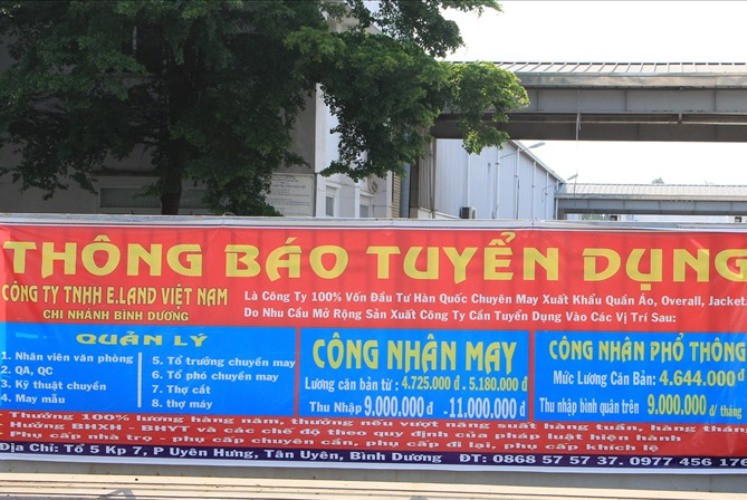 THÔNG BÁO TUYỂN DỤNG
CÔNG TY TNHH E.LAND VIỆT NAM
CHI NHÁNH BÌNH DƯƠNG
Là Công Ty 100% Vốn Đầu Tư Hàn Quốc Chuyên May Xuất Khẩu Quần Áo, Overall, Jacket
Do Nhu Cầu Mở Rộng Sản Xuất Công Ty Cần Tuyển Dụng Vào Các Vị Trí Sau:
QUẢN LÝ
1. Nhân viên văn phòng
2. QA, QC
3. Kỹ thuật chuyền
4. May mẫu
5. Tổ trưởng chuyền may
6. Tổ phó chuyền may
7. Thợ cắt
8. thợ máy
CÔNG NHÂN MAY
Lương căn bản từ : 4.725.000 đ - 5.180.000 đ
Thu Nhập 9.000.000 đ - 11.000.000 đ
CÔNG NHÂN PHỔ THÔNG
Mức Lương Căn Bản: 4.644.000 đ
Thu nhập bình quân trên 9.000.000 đ/ tháng
- Thưởng 100% lương hàng năm, thưởng nếu vượt năng suất hàng tuần, hàng thán
- Hưởng BHXH - BHYT và các chế độ theo quy định của pháp luật hiện hành
- Phụ cấp nhà trọ - phụ cấp chuyên cần, phụ cấp đi lại, phụ cấp khích lệ
Địa Chỉ: Tổ 5 Kp 7, P Uyên Hưng, Tân Uyên, Bình Dương ĐT: 0868 57 57 37. 0977 456 176